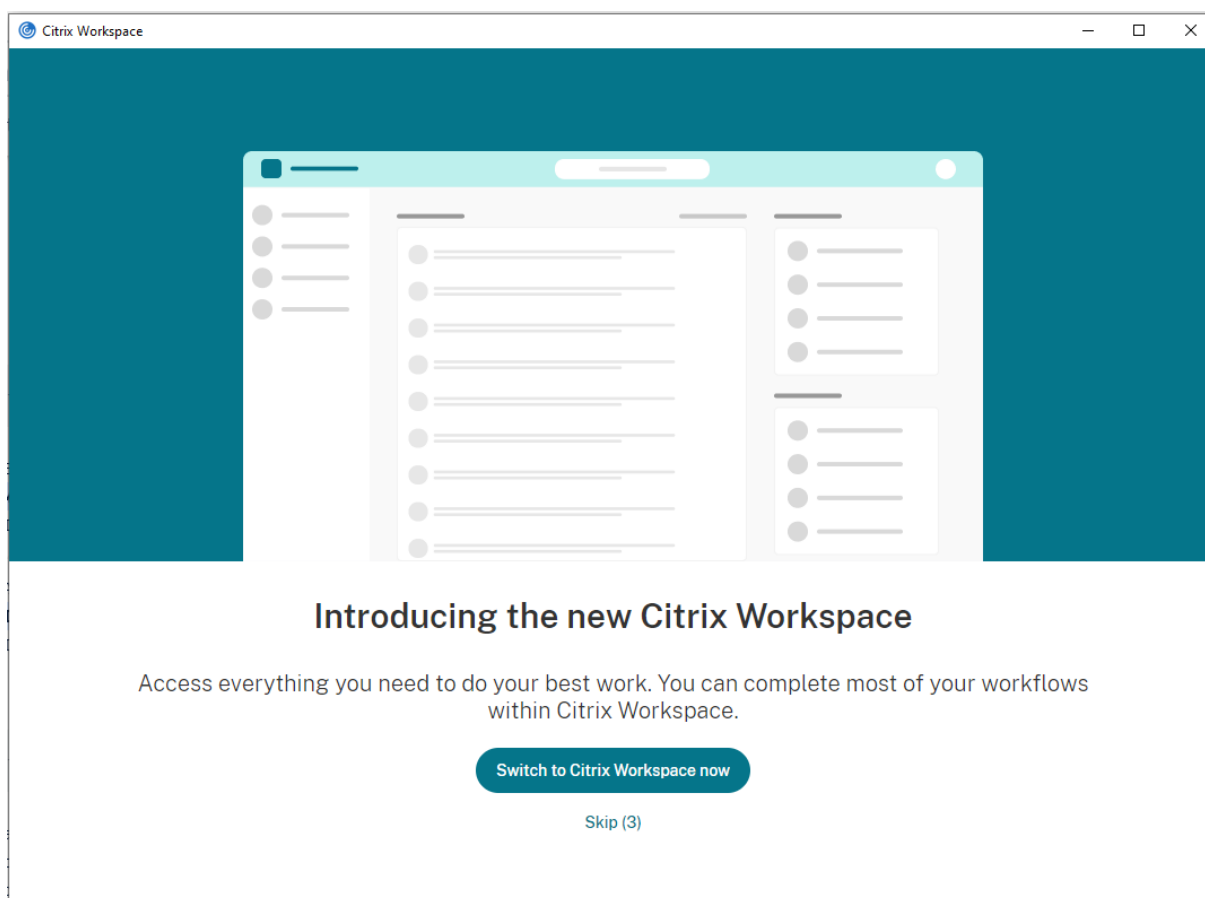 Citrix Workspace
Introducing the new Citrix Workspace
Access everything you need to do your best work. You can complete most of your workflows
within Citrix Workspace.
Switch to Citrix Workspace now
Skip (3)